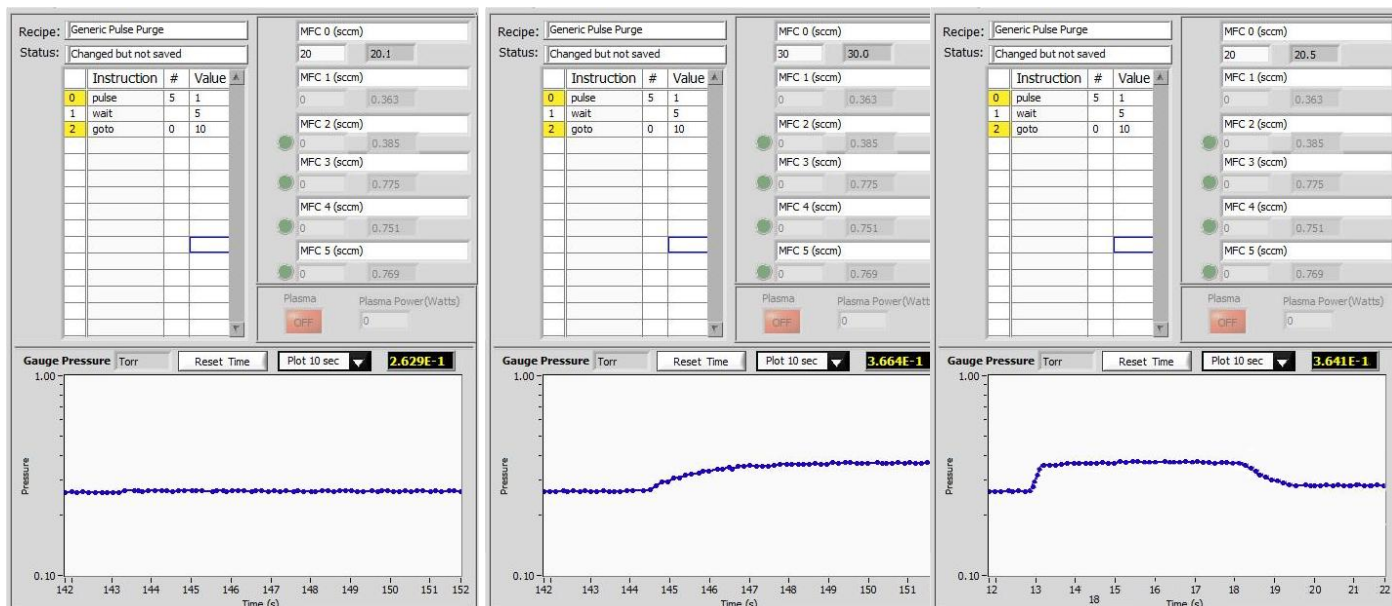 Recipe: Generic Pulse Purge
Status: Changed but not saved
Instruction # Value
0 pulse 5 1
1 wait 5
2 goto 0 10
MFC 0 (sccm)
20 20.1
MFC 1 (sccm)
0 0.363
MFC 2 (sccm)
0 0.385
MFC 3 (sccm)
0 0.775
MFC 4 (sccm)
0 0.751
MFC 5 (sccm)
0 0.769
Plasma Plasma Power(Watts)
OFF 0
Gauge Pressure Torr Reset Time Plot 10 sec 2.629E-1
1.00
Pressure
0.10
142 143 144 145 146 147 148 149 150 151 152
Time (s)
Recipe: Generic Pulse Purge
Status: Changed but not saved
Instruction # Value
0 pulse 5 1
1 wait 5
2 goto 0 10
MFC 0 (sccm)
30 30.0
MFC 1 (sccm)
0 0.363
MFC 2 (sccm)
0 0.385
MFC 3 (sccm)
0 0.775
MFC 4 (sccm)
0 0.751
MFC 5 (sccm)
0 0.769
Plasma Plasma Power(Watt
OFF 0
Gauge Pressure Torr Reset Time Plot 10 sec 3.664E-1
1.00
Pressure
0.10
142 143 144 145 146 147 148 149 150 151
Time (s)
Recipe: Generic Pulse Purge
Status: Changed but not saved
Instruction # Value
0 pulse 5 1
1 wait 5
2 goto 0 10
MFC 0 (sccm)
20 20.5
MFC 1 (sccm)
0 0.363
MFC 2 (sccm)
0 0.385
MFC 3 (sccm)
0 0.775
MFC 4 (sccm)
0 0.751
MFC 5 (sccm)
0 0.769
Plasma Plasma Power(Watts)
OFF 0
Gauge Pressure Torr Reset Time Plot 10 sec 3.641E-1
1.00
Pressure
0.10
12 13 14 15 16 17 18 19 20 21 22
18
Time (s)